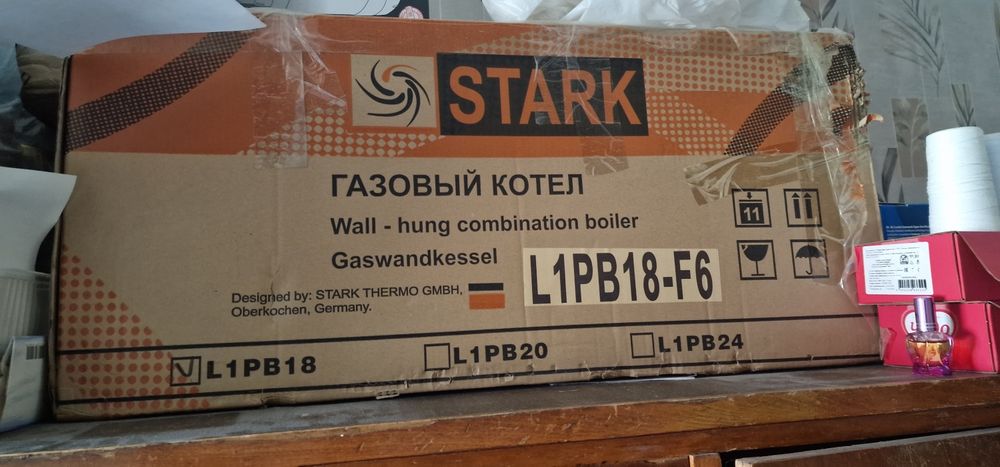 STARK
ГАЗОВЫЙ КОТЕЛ
Wall - hung combination boiler
Gaswandkessel
L1PB18-F6
Designed by: STARK THERMO GMBH,
Oberkochen, Germany.
11
L1PB18
L1PB20
L1PB24